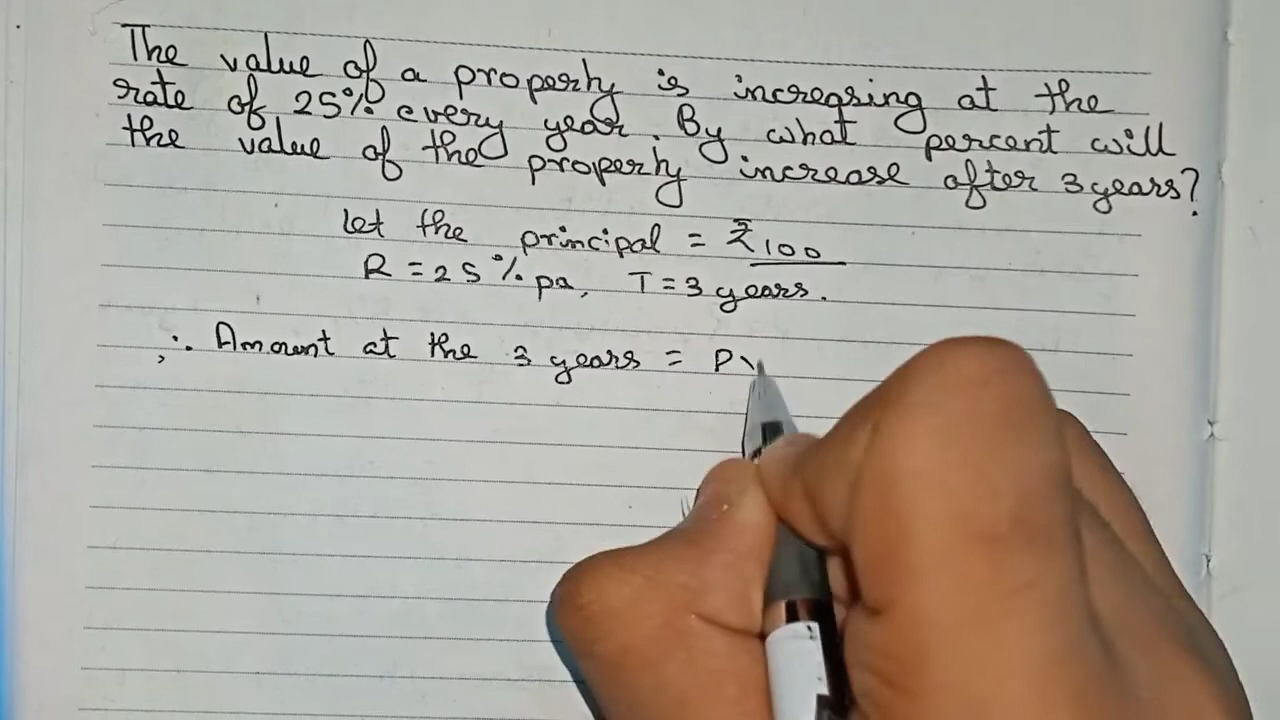 The value of a property is increasing at the
rate of 25% every year. By what percent will
the value of the property increase after 3 years?
Let the principal = ₹100
R = 25% pa, T = 3 years.
∴ Amount at the 3 years = P